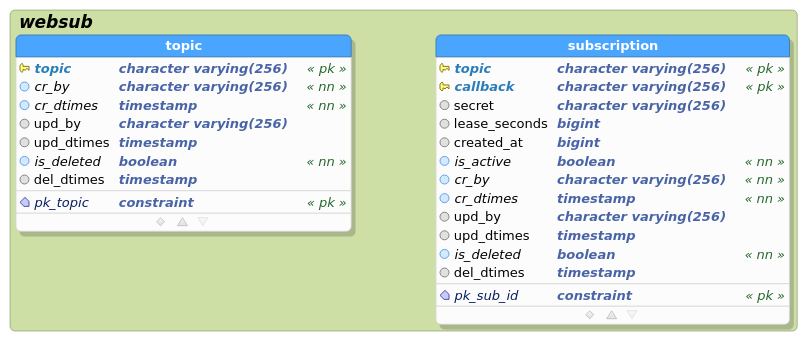 websub
topic
topic character varying(256) « pk »
cr_by character varying(256) « nn »
cr_dtimes timestamp « nn »
upd_by character varying(256)
upd_dtimes timestamp
is_deleted boolean « nn »
del_dtimes timestamp
pk_topic constraint « pk »
subscription
topic character varying(256) « pk »
callback character varying(256) « pk »
secret character varying(256)
lease_seconds bigint
created_at bigint
is_active boolean « nn »
cr_by character varying(256) « nn »
cr_dtimes timestamp « nn »
upd_by character varying(256)
upd_dtimes timestamp
is_deleted boolean « nn »
del_dtimes timestamp
pk_sub_id constraint « pk »